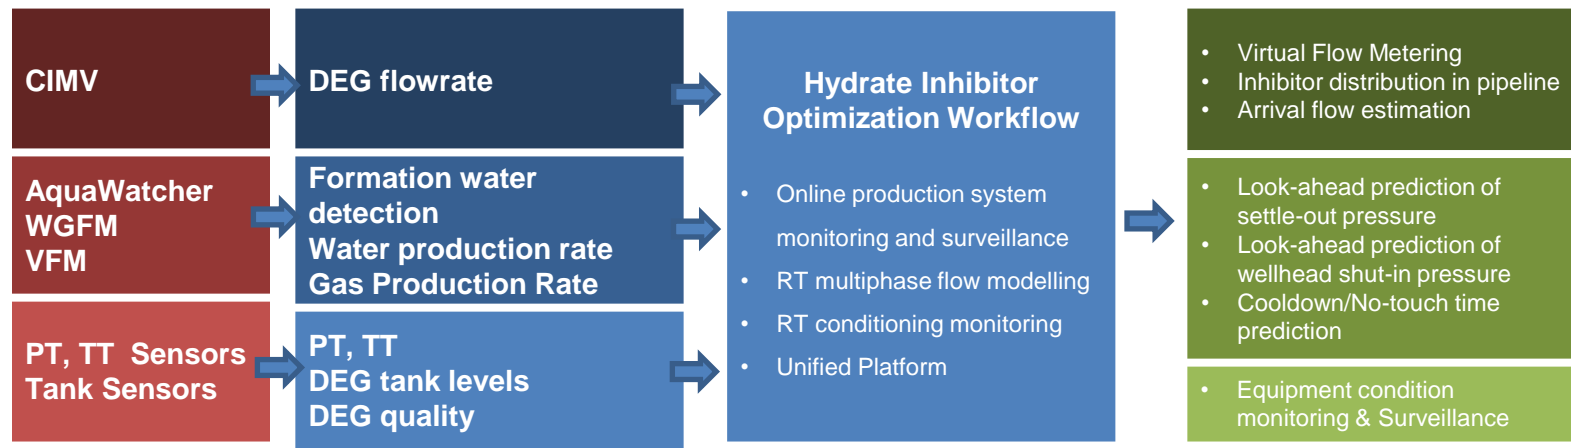 CIMV
DEG flowrate
AquaWatcher
WGFM
VFM
Formation water
detection
Water production rate
Gas Production Rate
PT, TT Sensors
Tank Sensors
PT, TT
DEG tank levels
DEG quality
Hydrate Inhibitor
Optimization Workflow
• Online production system
monitoring and surveillance
• RT multiphase flow modelling
• RT conditioning monitoring
• Unified Platform
• Virtual Flow Metering
• Inhibitor distribution in pipeline
• Arrival flow estimation
• Look-ahead prediction of
settle-out pressure
• Look-ahead prediction of
wellhead shut-in pressure
• Cooldown/No-touch time
prediction
• Equipment condition
monitoring & Surveillance